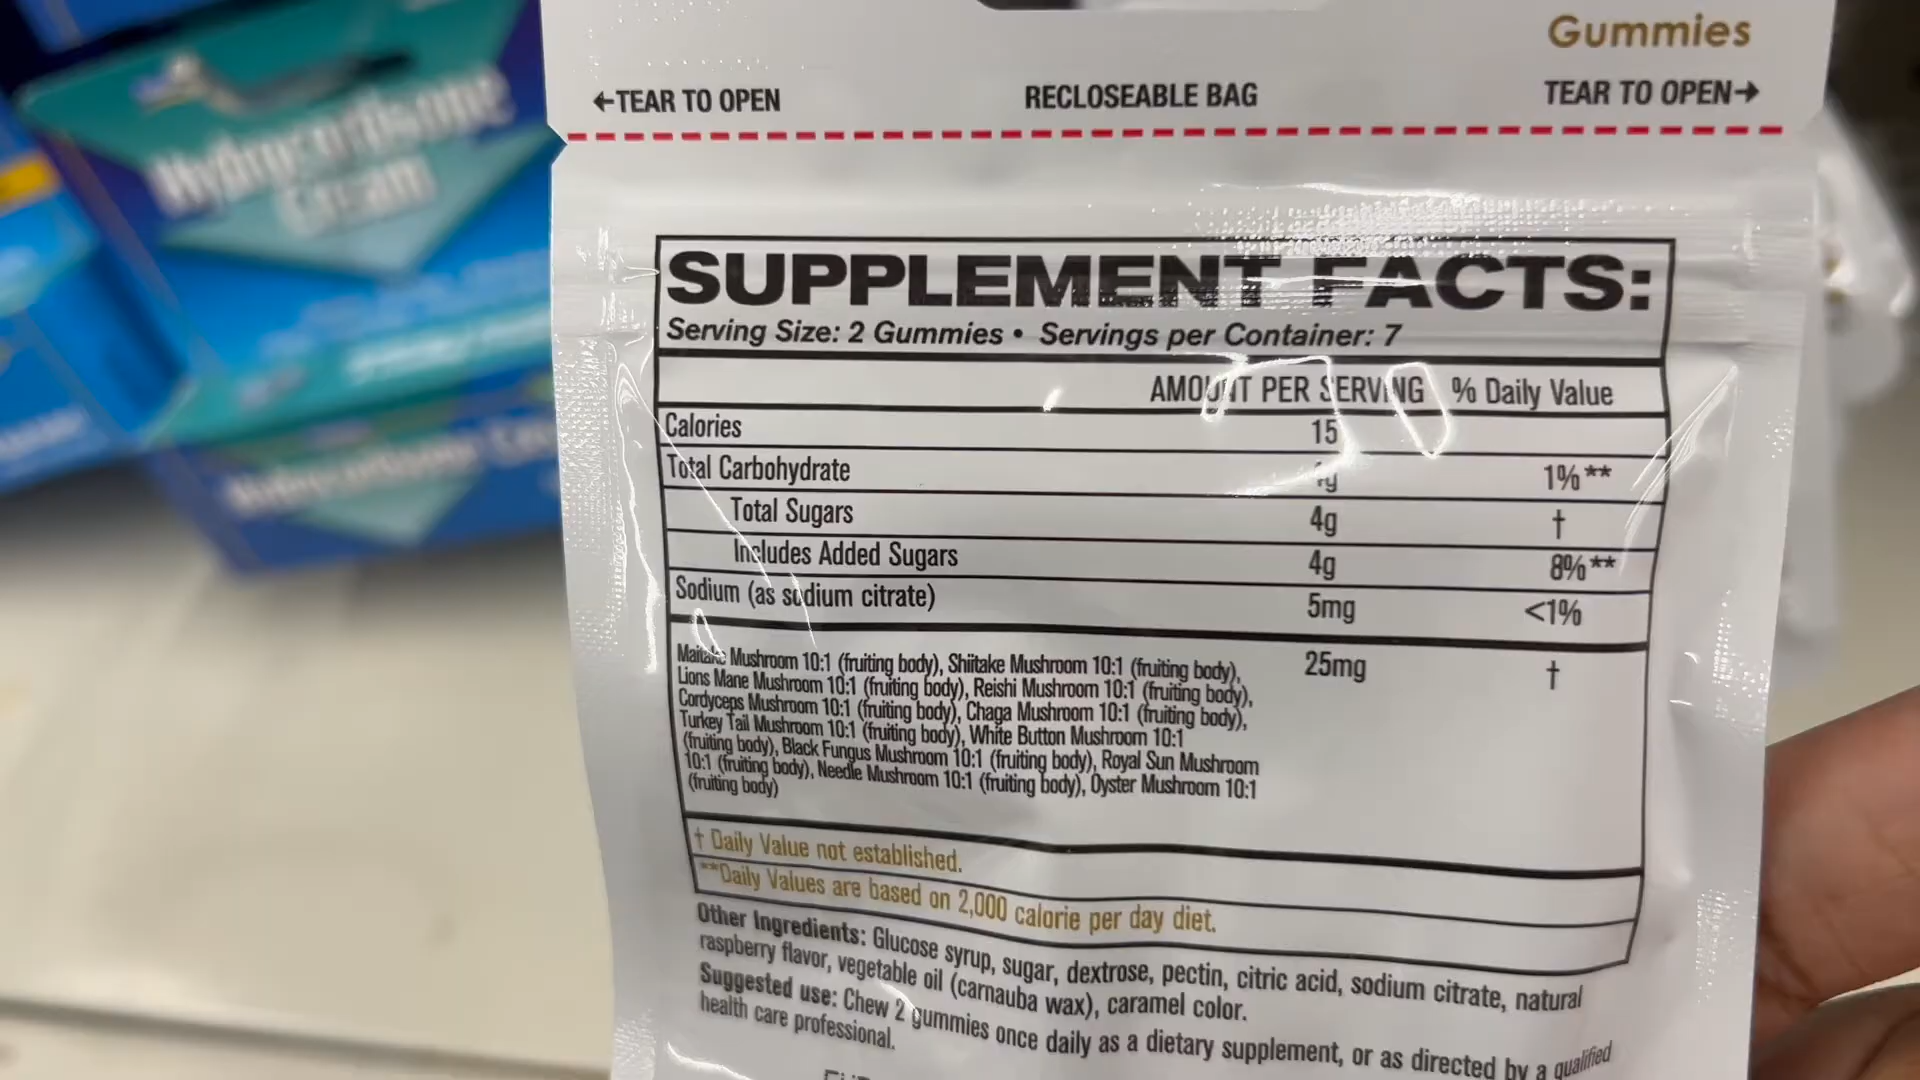 Gummies
←TEAR TO OPEN RECLOSEABLE BAG TEAR TO OPEN→
Hydrocortisone
Cream
SUPPLEMENT FACTS:
Serving Size: 2 Gummies • Servings per Container: 7
AMOUNT PER SERVING % Daily Value
Calories 15
Total Carbohydrate 1%**
Total Sugars 4g †
Includes Added Sugars 4g 8%**
Sodium (as sodium citrate) 5mg <1%
Maitake Mushroom 10:1 (fruiting body), Shiitake Mushroom 10:1 (fruiting body), 25mg †
Lions Mane Mushroom 10:1 (fruiting body), Reishi Mushroom 10:1 (fruiting body),
Cordyceps Mushroom 10:1 (fruiting body), Chaga Mushroom 10:1 (fruiting body),
Turkey Tail Mushroom 10:1 (fruiting body), White Button Mushroom 10:1
(fruiting body), Black Fungus Mushroom 10:1 (fruiting body), Royal Sun Mushroom
10:1 (fruiting body), Needle Mushroom 10:1 (fruiting body), Oyster Mushroom 10:1
(fruiting body)
† Daily Value not established.
**Daily Values are based on 2,000 calorie per day diet.
Other Ingredients: Glucose syrup, sugar, dextrose, pectin, citric acid, sodium citrate, natural
raspberry flavor, vegetable oil (carnauba wax), caramel color.
Suggested use: Chew 2 gummies once daily as a dietary supplement, or as directed by a qualified
health care professional.